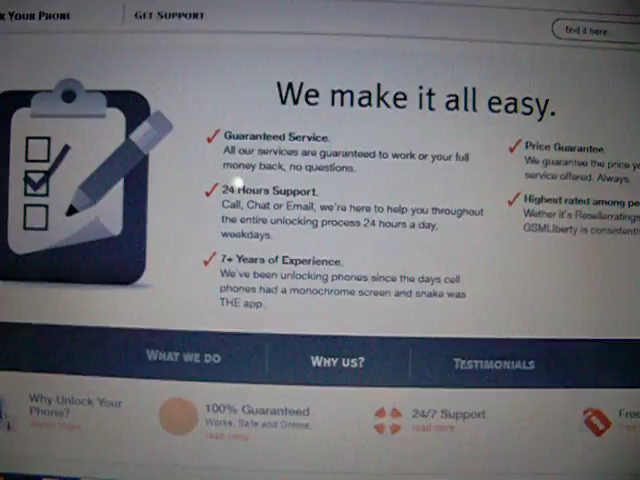 YOUR PHONE
GET SUPPORT
find it here
We make it all easy.
Guaranteed Service.
All our services are guaranteed to work or your full
money back, no questions.
24 Hours Support.
Call, Chat or Email, we're here to help you throughout
the entire unlocking process 24 hours a day,
weekdays.
7+ Years of Experience.
We've been unlocking phones since the days cell
phones had a monochrome screen and snake was
THE app.
Price Guarantee.
We guarantee the price
service offered. Always.
Highest rated among
Wether it's Resellerratings
GSMLiberty is
WHAT WE DO
WHY US?
TESTIMONIALS
Why Unlock Your
Phone?
100% Guaranteed
Works, Safe and Online.
read more
24/7 Support
read more
Free